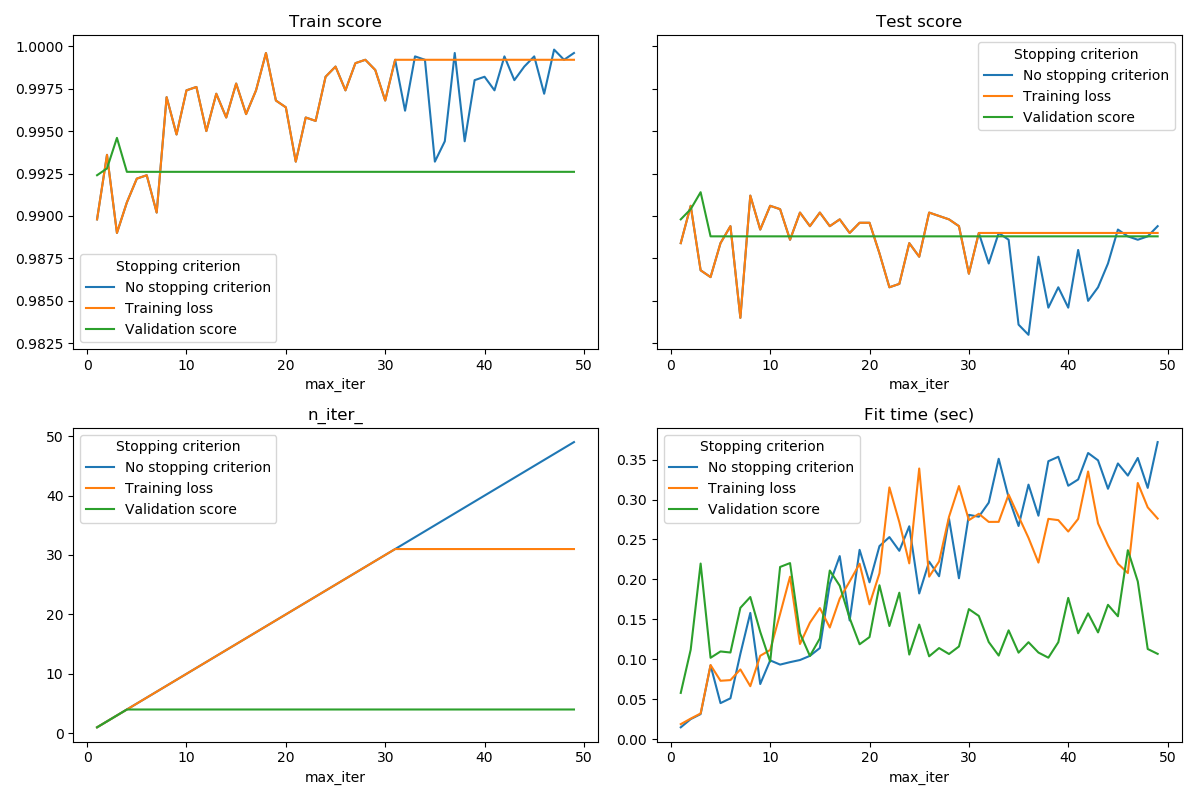 Train score
1.0000
0.9975
0.9950
0.9925
0.9900
0.9875
0.9850
0.9825
Stopping criterion
No stopping criterion
Training loss
Validation score
0 10 20 30 40 50
max_iter
Test score
Stopping criterion
No stopping criterion
Training loss
Validation score
0 10 20 30 40 50
max_iter
n_iter_
50
40
30
20
10
0
Stopping criterion
No stopping criterion
Training loss
Validation score
0 10 20 30 40 50
max_iter
Fit time (sec)
0.35
0.30
0.25
0.20
0.15
0.10
0.05
0.00
Stopping criterion
No stopping criterion
Training loss
Validation score
0 10 20 30 40 50
max_iter